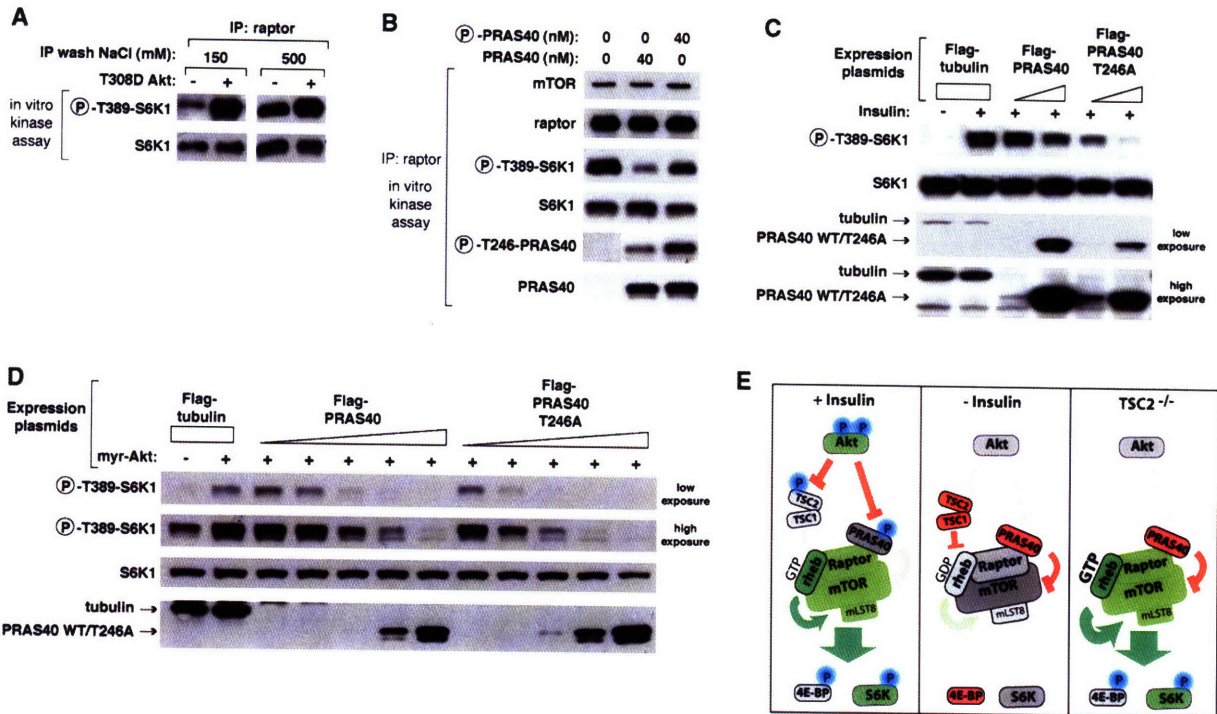 A
IP: raptor
IP wash NaCl (mM): 150 500
T308D Akt: - + - +
in vitro kinase assay
Ⓟ-T389-S6K1
S6K1
B
Ⓟ-PRAS40 (nM): 0 0 40
PRAS40 (nM): 0 40 0
IP: raptor
in vitro kinase assay
mTOR
raptor
Ⓟ-T389-S6K1
S6K1
Ⓟ-T246-PRAS40
PRAS40
C
Expression plasmids
Flag-tubulin
Flag-PRAS40
Flag-PRAS40 T246A
Insulin: - + + + + +
Ⓟ-T389-S6K1
S6K1
tubulin →
PRAS40 WT/T246A →
low exposure
tubulin →
PRAS40 WT/T246A →
high exposure
D
Expression plasmids
Flag-tubulin
Flag-PRAS40
Flag-PRAS40 T246A
myr-Akt: - + + + + + + + + + + +
Ⓟ-T389-S6K1
low exposure
Ⓟ-T389-S6K1
high exposure
S6K1
tubulin →
PRAS40 WT/T246A →
E
+ Insulin
P P
Akt
P
TSC2
TSC1
P
PRAS40
GTP
rheb
Raptor
mTOR
mLST8
P
4E-BP
P
S6K
- Insulin
Akt
TSC2
TSC1
PRAS40
GDP
rheb
Raptor
mTOR
mLST8
4E-BP
S6K
TSC2 -/-
Akt
PRAS40
GTP
rheb
Raptor
mTOR
mLST8
P
4E-BP
P
S6K